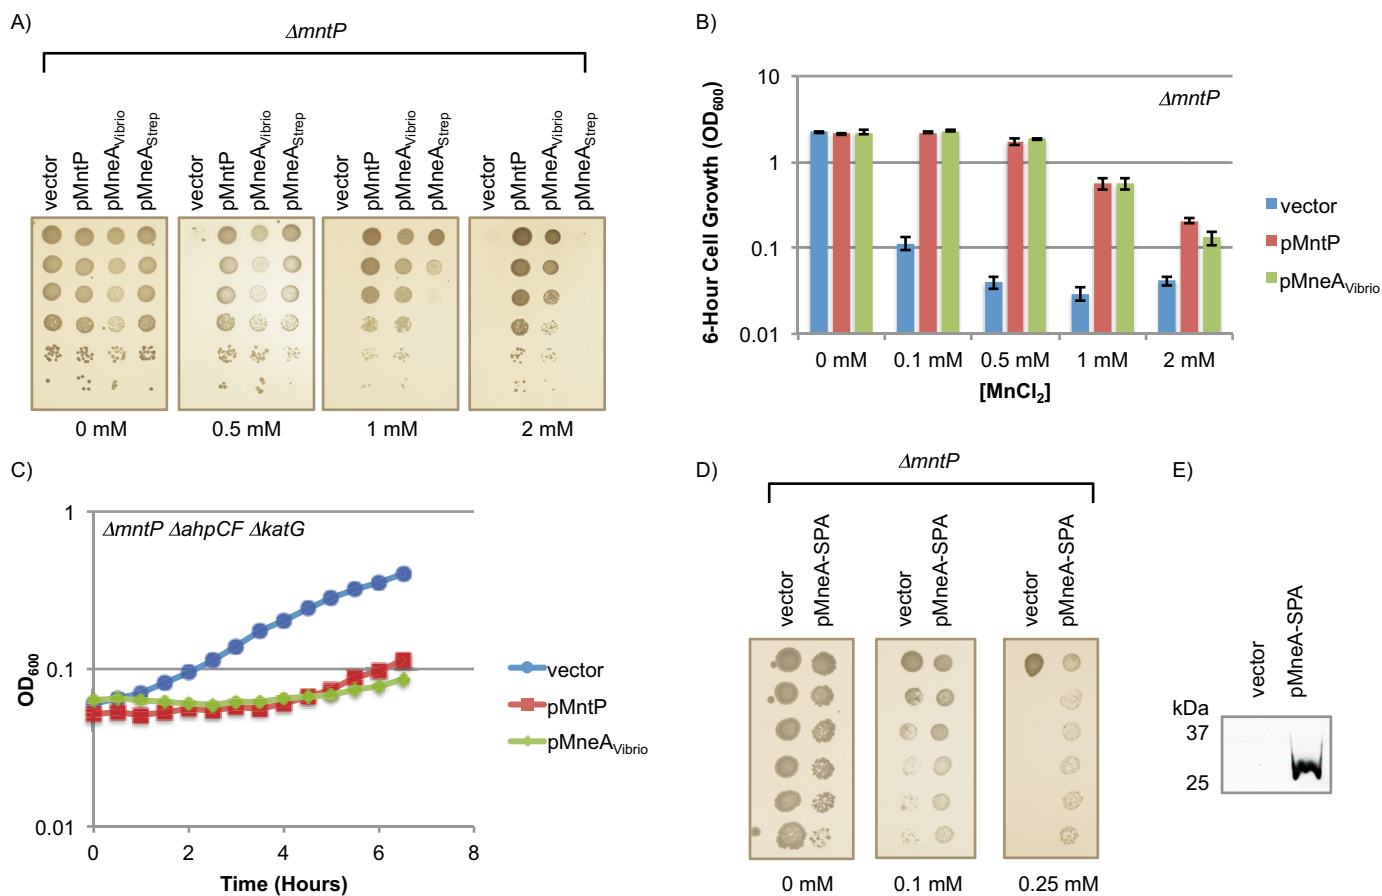 A)
ΔmntP
vector
pMntP
pMneAVibrio
pMneAStrep
vector
pMntP
pMneAVibrio
pMneAStrep
vector
pMntP
pMneAVibrio
pMneAStrep
vector
pMntP
pMneAVibrio
pMneAStrep
0 mM
0.5 mM
1 mM
2 mM
B)
ΔmntP
6-Hour Cell Growth (OD600)
10
1
0.1
0.01
0 mM
0.1 mM
0.5 mM
1 mM
2 mM
[MnCl2]
vector
pMntP
pMneAVibrio
C)
ΔmntP ΔahpCF ΔkatG
OD600
1
0.1
0.01
0
2
4
6
8
Time (Hours)
vector
pMntP
pMneAVibrio
D)
ΔmntP
vector
pMneA-SPA
vector
pMneA-SPA
vector
pMneA-SPA
0 mM
0.1 mM
0.25 mM
E)
vector
pMneA-SPA
kDa
37
25